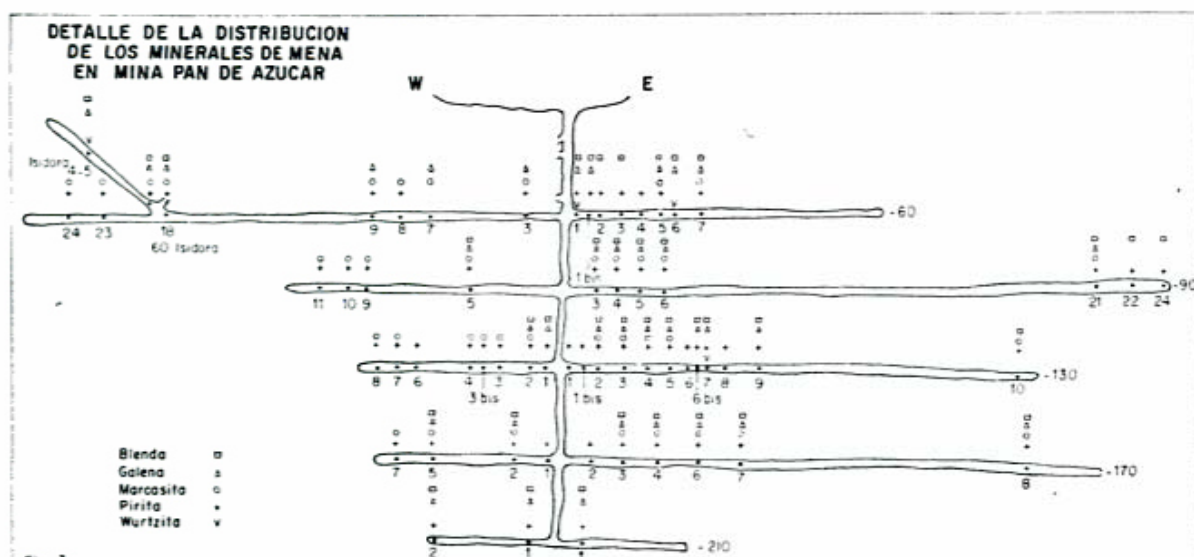 DETALLE DE LA DISTRIBUCION
DE LOS MINERALES DE MENA
EN MINA PAN DE AZUCAR
W E
Isidora
4-5
24 23 18 9 8 7 3 1 1 2 3 4 5 6 7 -60
60 Isidora
1 bis
11 10 9 5 3 4 5 6 21 22 24 -90
8 7 6 4 3 2 1 1 2 3 4 5 6 7 8 9 10 -130
3 bis 1 bis 6 bis
7 5 2 1 2 3 4 6 7 8 -170
Blenda
Galena
Marcasita
Pirita
Wurtzita
2 1 -210